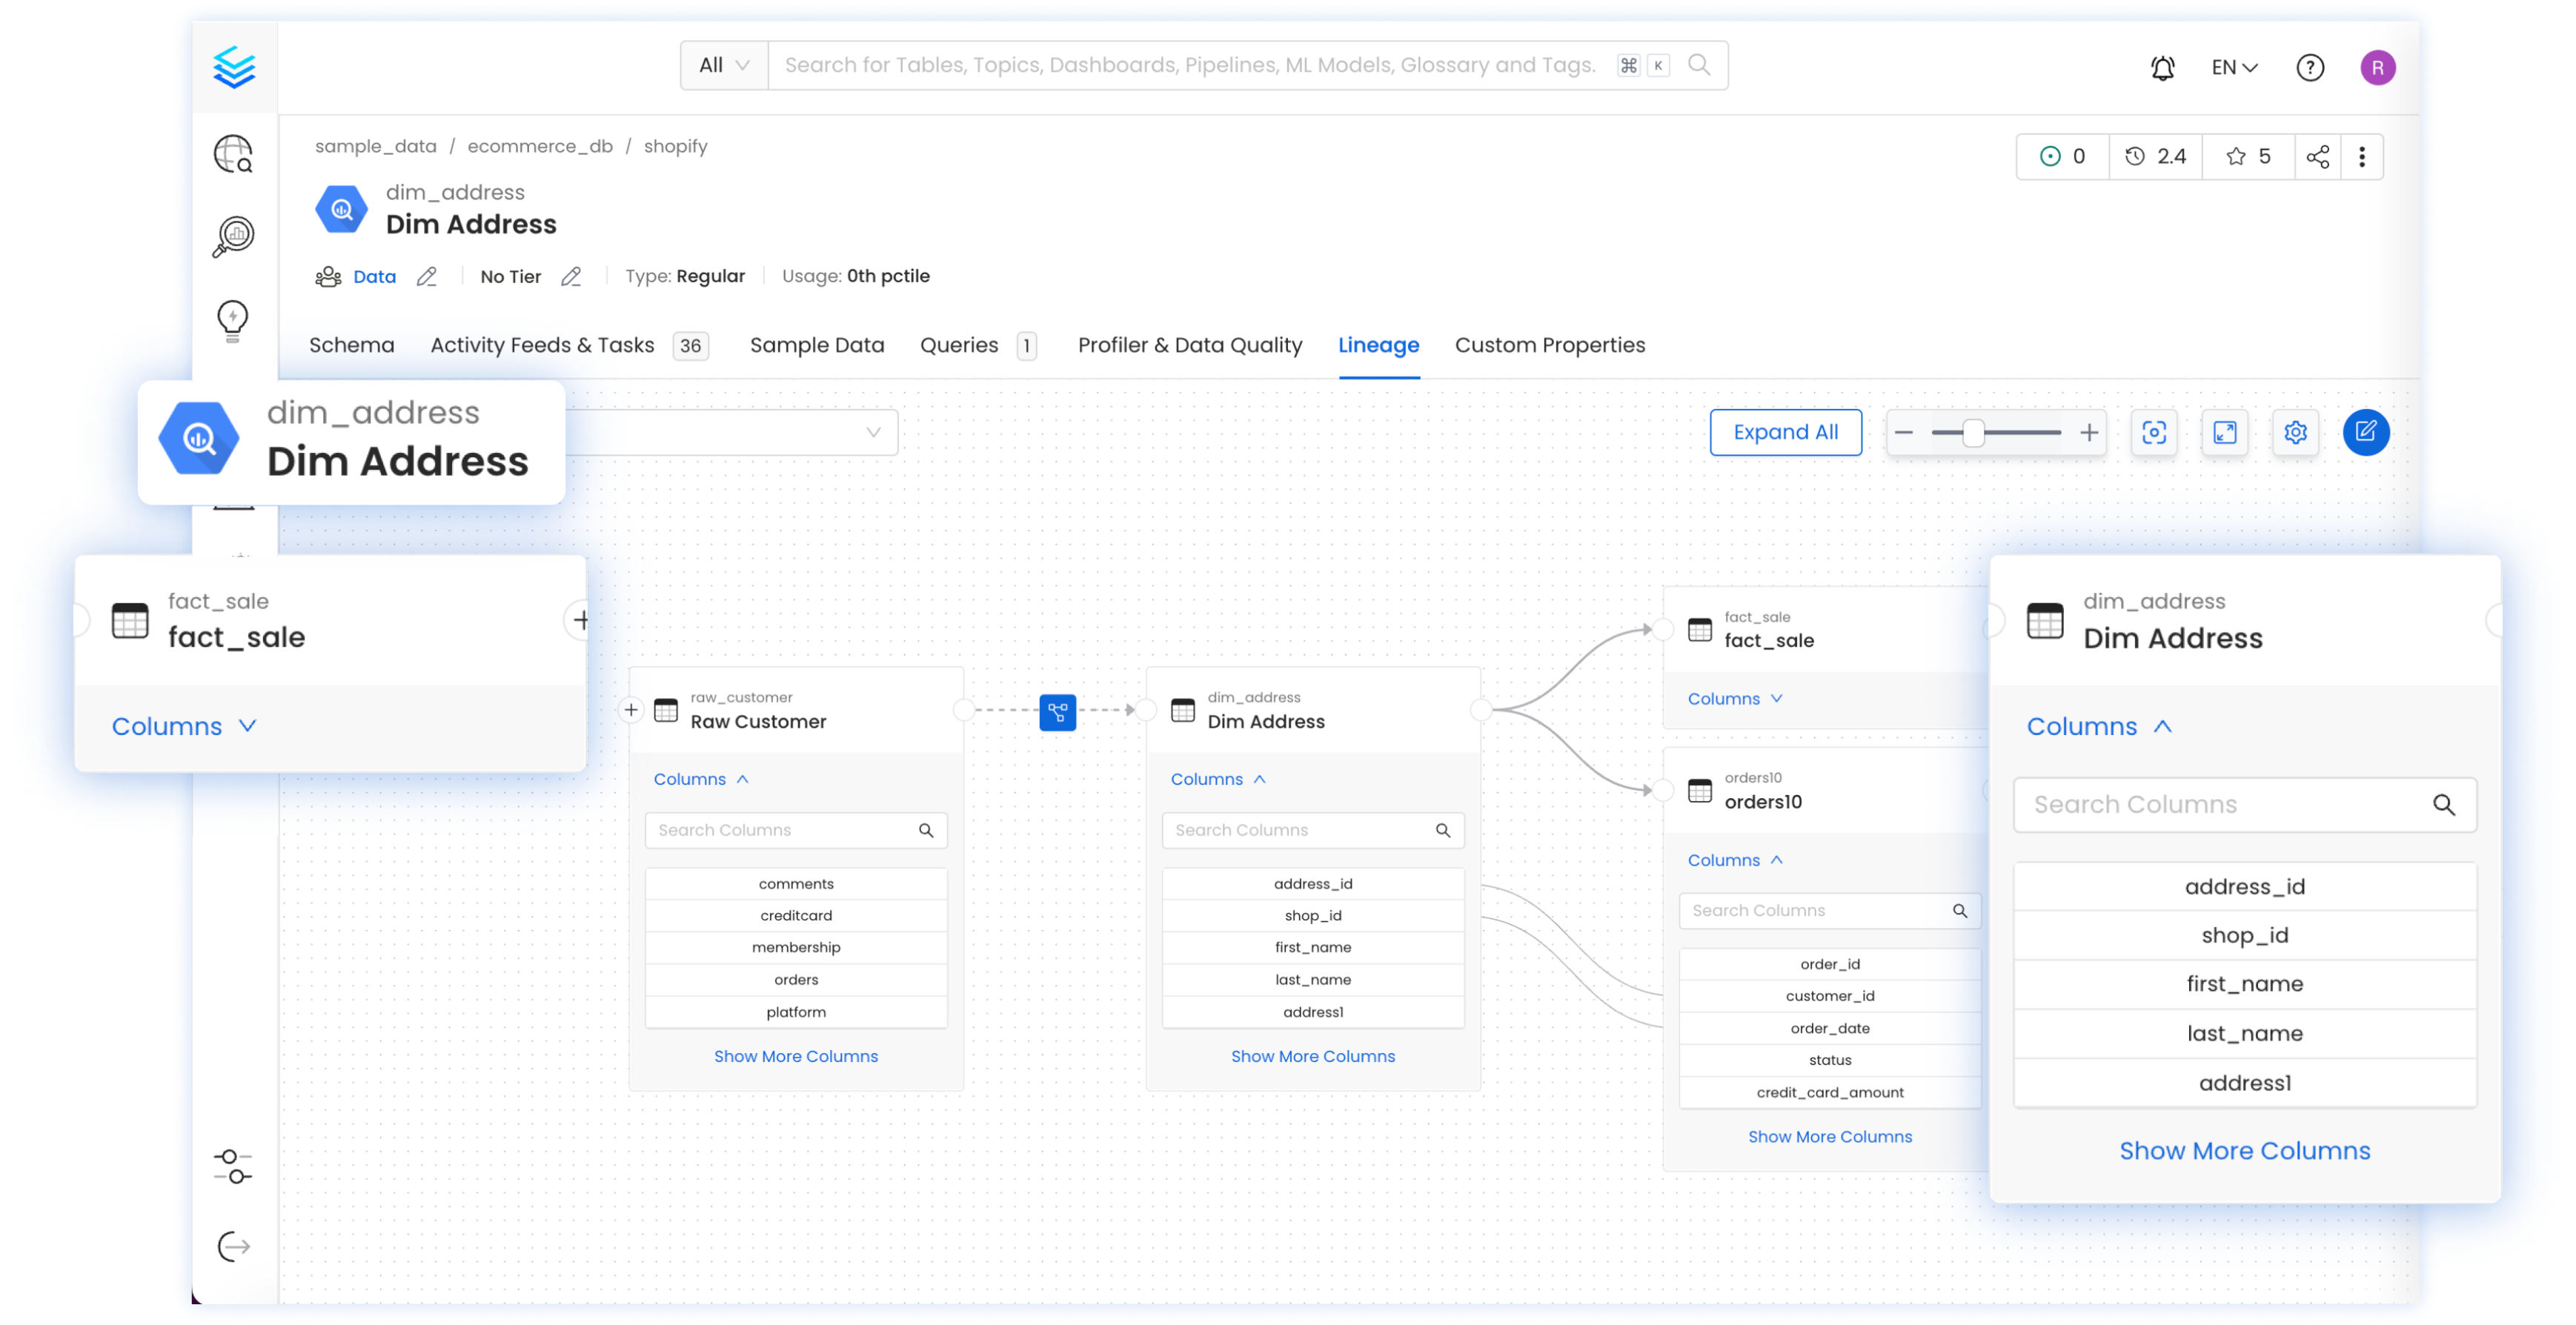 All
Search for Tables, Topics, Dashboards, Pipelines, ML Models, Glossary and Tags.
⌘ K
EN
R
sample_data / ecommerce_db / shopify
0
2.4
5
dim_address
Dim Address
Data
No Tier
Type: Regular
Usage: 0th pctile
Schema
Activity Feeds & Tasks 36
Sample Data
Queries 1
Profiler & Data Quality
Lineage
Custom Properties
dim_address
Dim Address
Expand All
fact_sale
fact_sale
Columns
raw_customer
Raw Customer
Columns
Search Columns
comments
creditcard
membership
orders
platform
Show More Columns
dim_address
Dim Address
Columns
Search Columns
address_id
shop_id
first_name
last_name
address1
Show More Columns
fact_sale
fact_sale
Columns
orders10
orders10
Columns
Search Columns
order_id
customer_id
order_date
status
credit_card_amount
Show More Columns
dim_address
Dim Address
Columns
Search Columns
address_id
shop_id
first_name
last_name
address1
Show More Columns